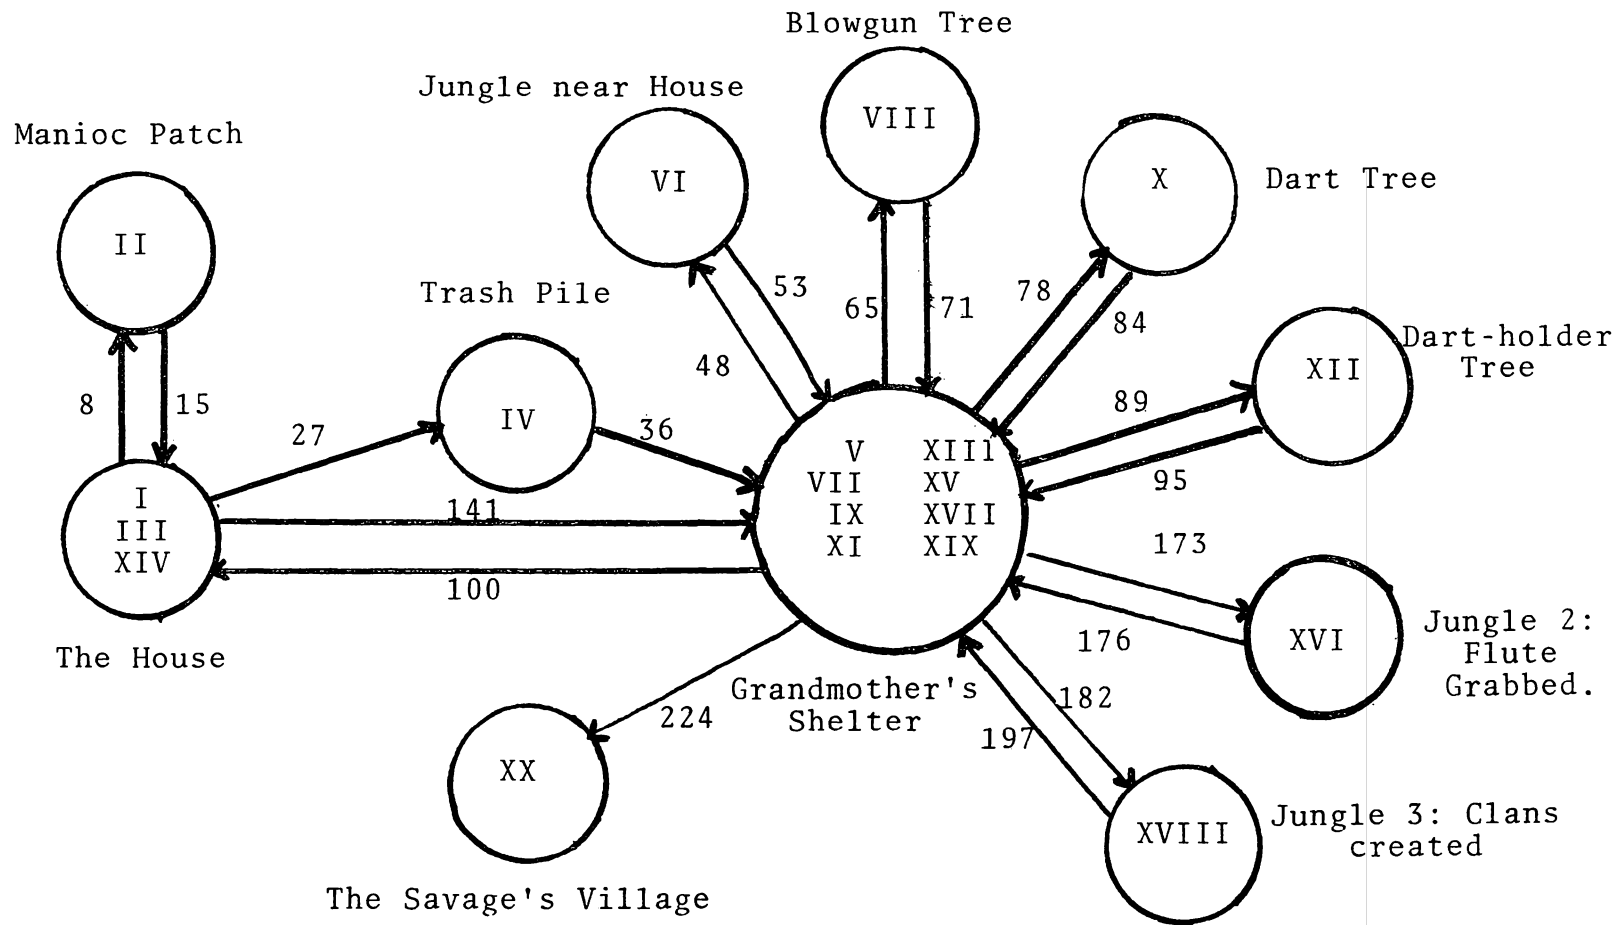 Blowgun Tree
VIII
Jungle near House
VI
Manioc Patch
II
X
Dart Tree
Trash Pile
IV
Dart-holder
Tree
XII
53
48
65
71
78
84
89
95
8
15
27
36
141
100
I
III
XIV
The House
V XIII
VII XV
IX XVII
XI XIX
Grandmother's
Shelter
173
176
XVI
Jungle 2:
Flute
Grabbed.
182
197
224
XX
The Savage's Village
XVIII
Jungle 3: Clans
created